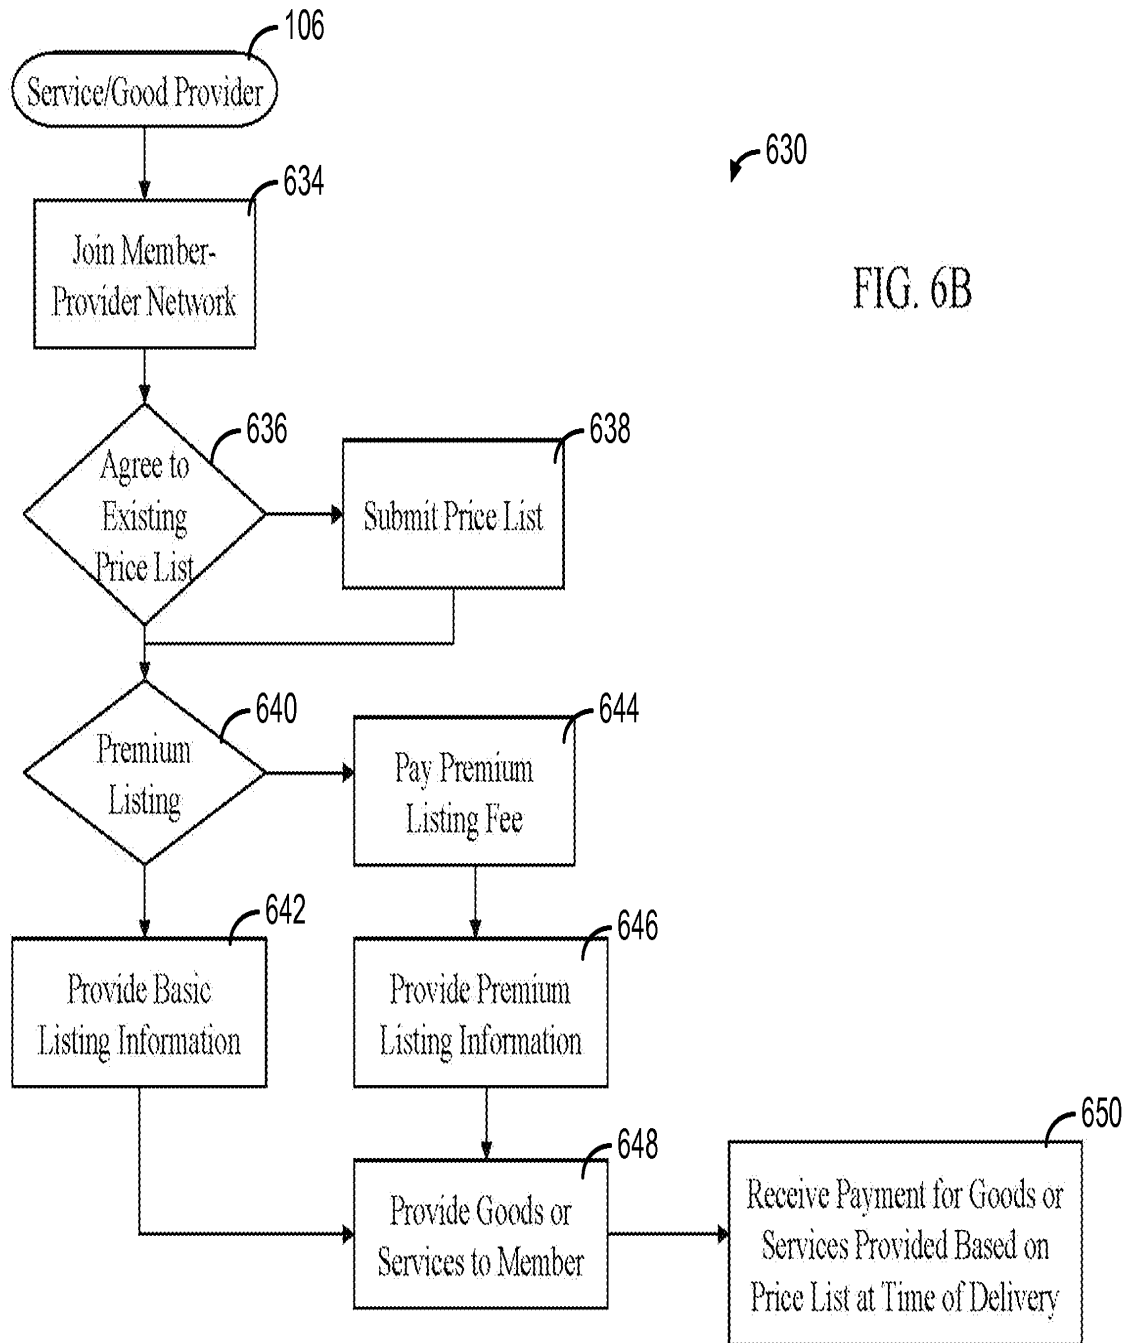 106
Service/Good Provider
630
634
Join Member-
Provider Network
FIG. 6B
636
Agree to
Existing
Price List
638
Submit Price List
640
Premium
Listing
644
Pay Premium
Listing Fee
642
Provide Basic
Listing Information
646
Provide Premium
Listing Information
648
Provide Goods or
Services to Member
650
Receive Payment for Goods or
Services Provided Based on
Price List at Time of Delivery